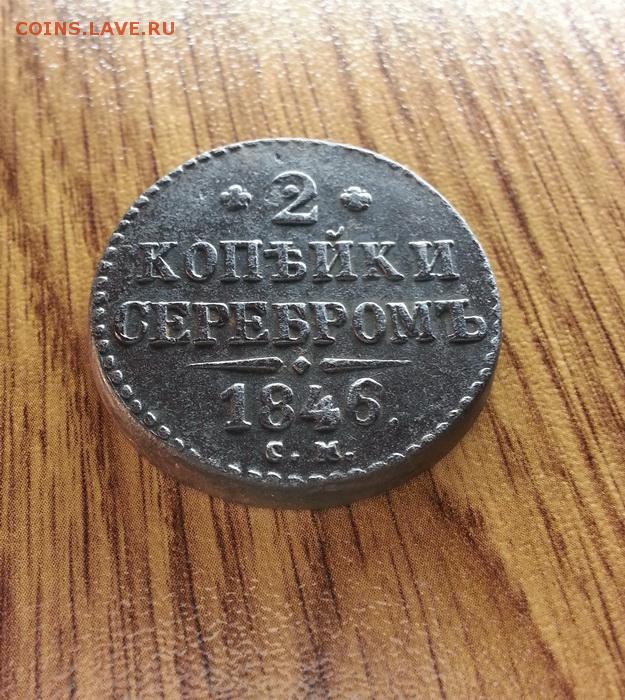 COINS.LAVE.RU
2
КОПѢЙКИ
СЕРЕБРОМЪ
1846.
С. М.